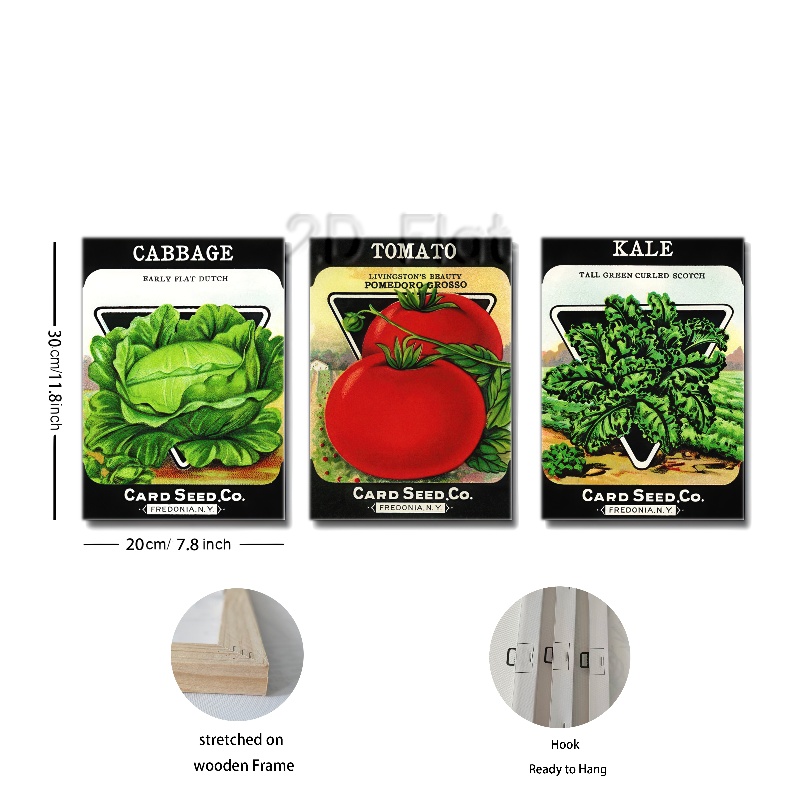 2D Flat
CABBAGE
EARLY FLAT DUTCH
CARD SEED. CO.
FREDONIA, N.Y.
TOMATO
LIVINGSTON'S BEAUTY
POMEDORO GROSSO
CARD SEED. CO.
FREDONIA, N.Y.
KALE
TALL GREEN CURLED SCOTCH
CARD SEED. CO.
FREDONIA, N.Y.
30cm/11.8inch
20cm/ 7.8 inch
stretched on
wooden Frame
Hook
Ready to Hang